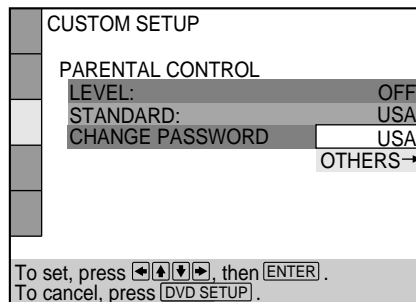 CUSTOM SETUP
PARENTAL CONTROL
LEVEL: OFF
STANDARD: USA
CHANGE PASSWORD USA
OTHERS→
To set, press ←↑↓→, then ENTER.
To cancel, press DVD SETUP.